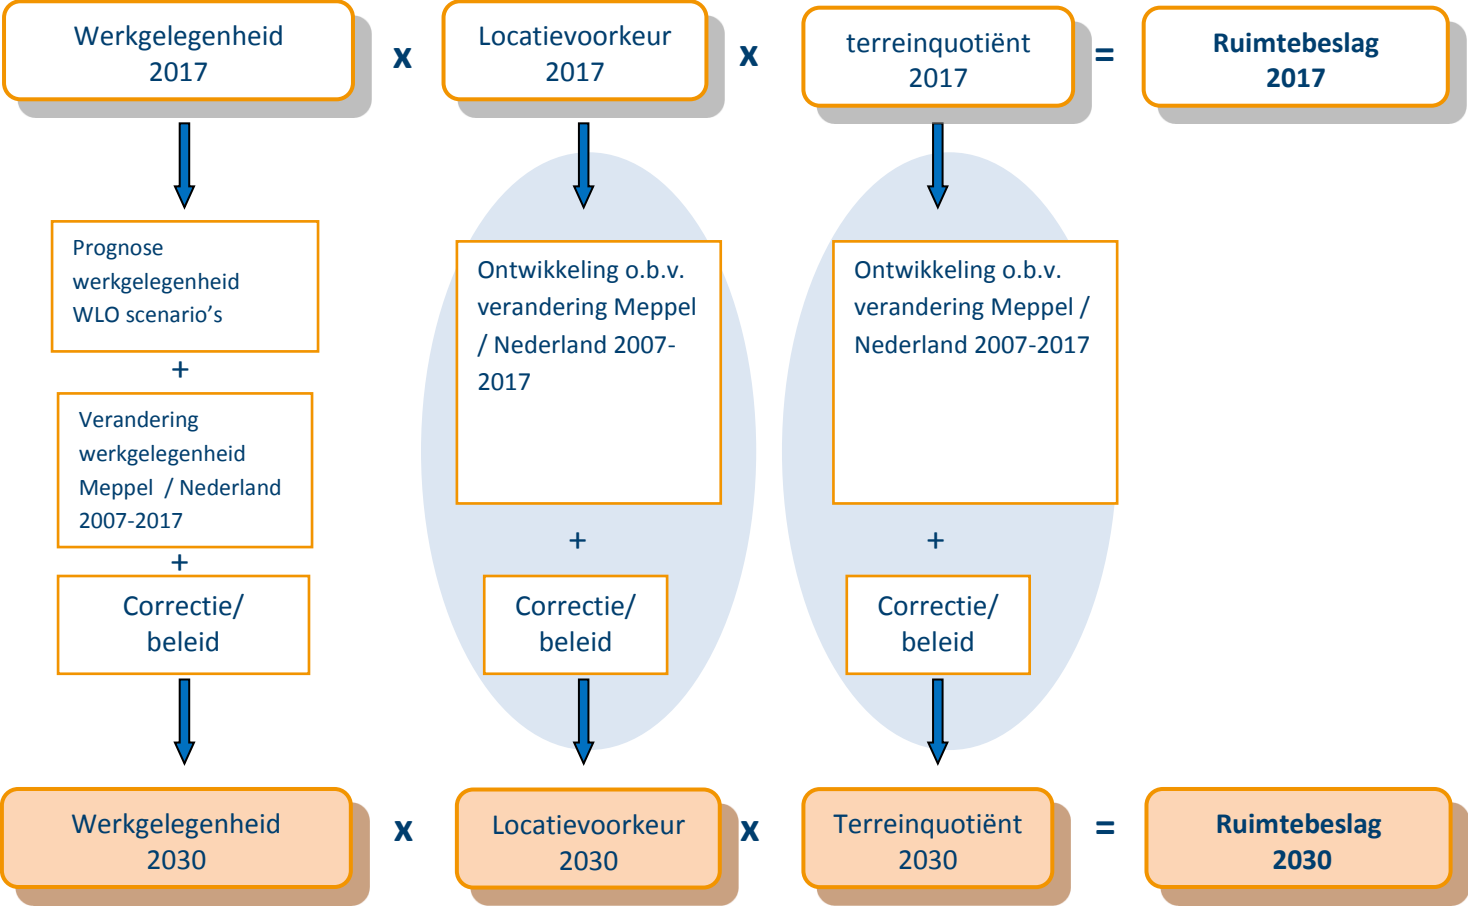 Werkgelegenheid
2017
x
Locatievoorkeur
2017
x
terreinquotiënt
2017
=
Ruimtebeslag
2017
Prognose
werkgelegenheid
WLO scenario’s
+
Verandering
werkgelegenheid
Meppel / Nederland
2007-2017
+
Correctie/
beleid
Ontwikkeling o.b.v.
verandering Meppel
/ Nederland 2007-
2017
+
Correctie/
beleid
Ontwikkeling o.b.v.
verandering Meppel /
Nederland 2007-2017
+
Correctie/
beleid
Werkgelegenheid
2030
x
Locatievoorkeur
2030
x
Terreinquotiënt
2030
=
Ruimtebeslag
2030